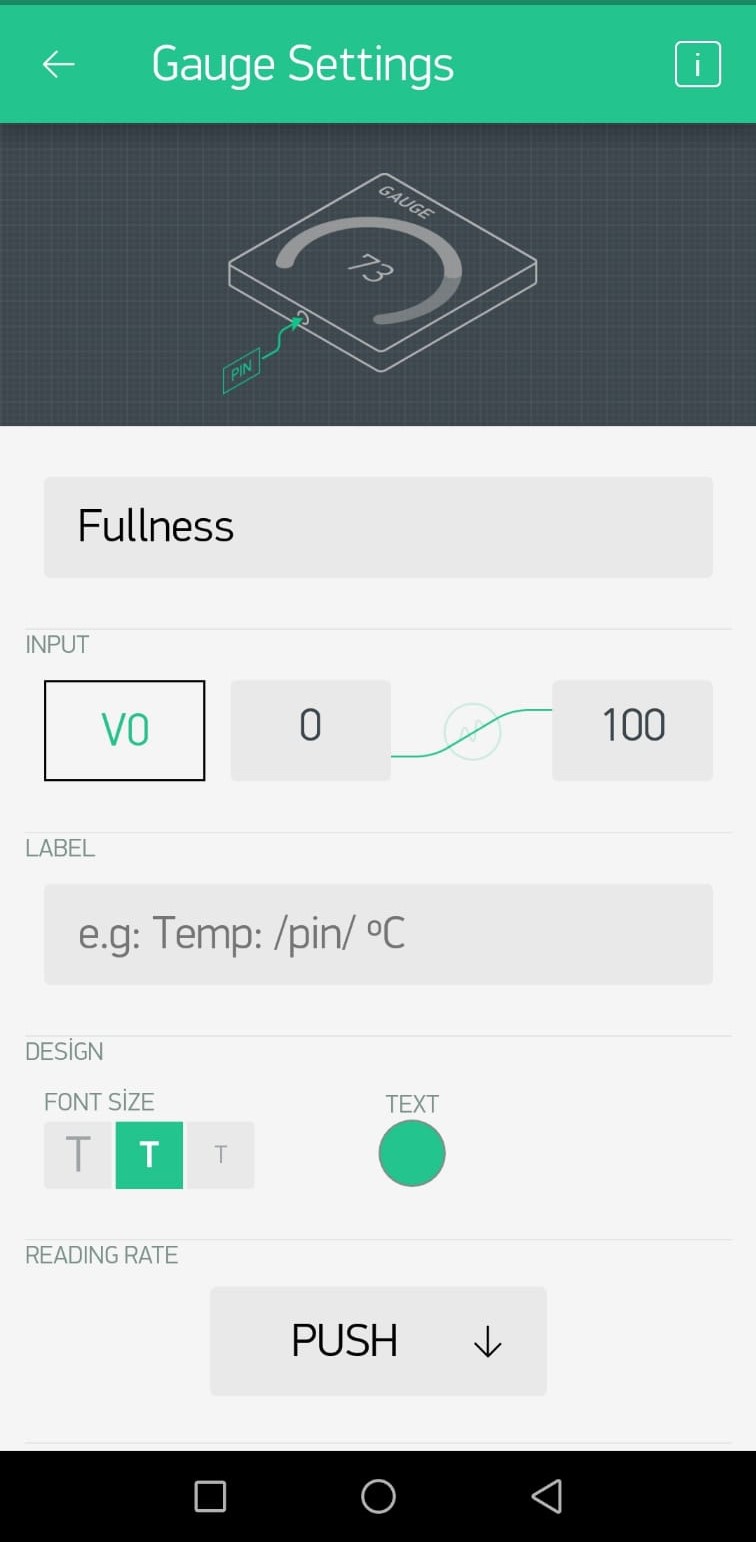 Gauge Settings
i
GAUGE
73
PIN
Fullness
INPUT
V0 0 100
LABEL
e.g: Temp: /pin/ ºC
DESİGN
FONT SİZE TEXT
T T T
READING RATE
PUSH